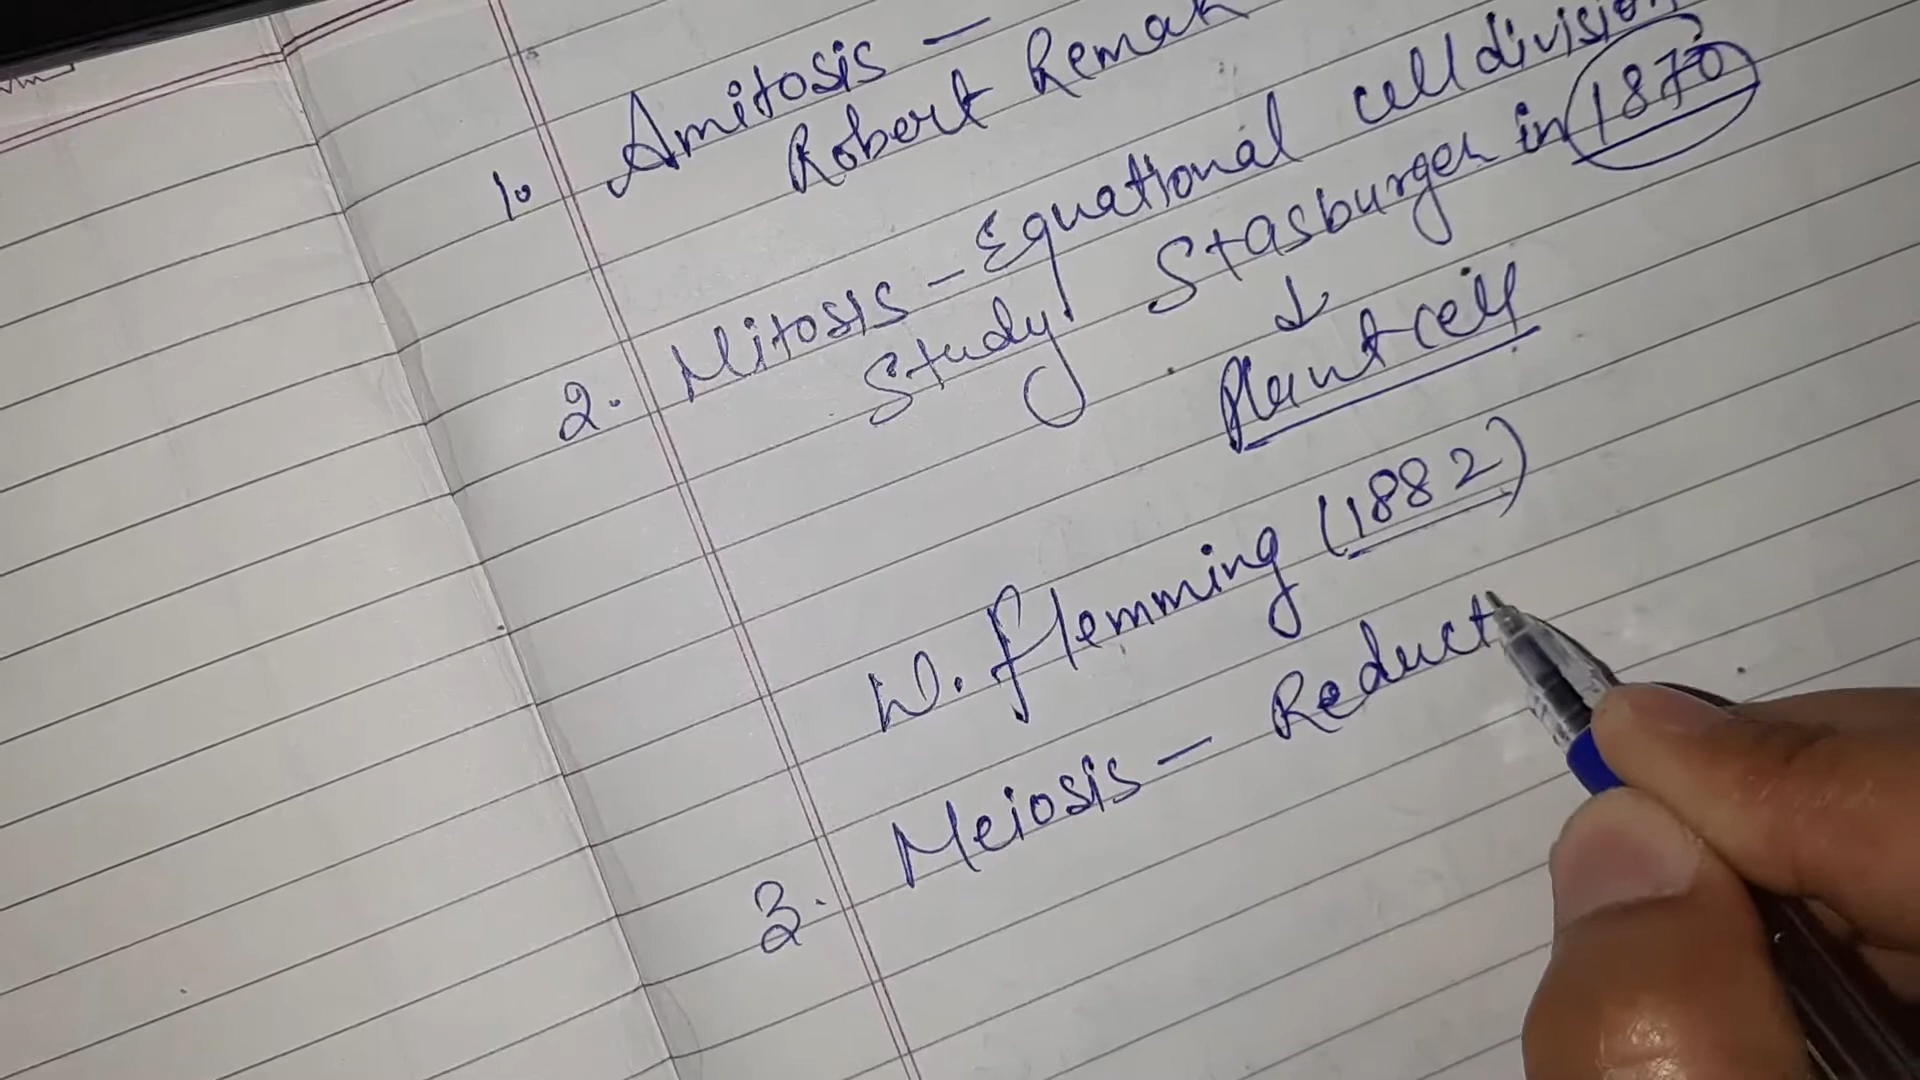 1. Amitosis –
Robert Remak
2. Mitosis – Equational cell division
Study Stasburger in 1870
↓
Plant cell
W. flemming (1882)
3. Meiosis – Reduct